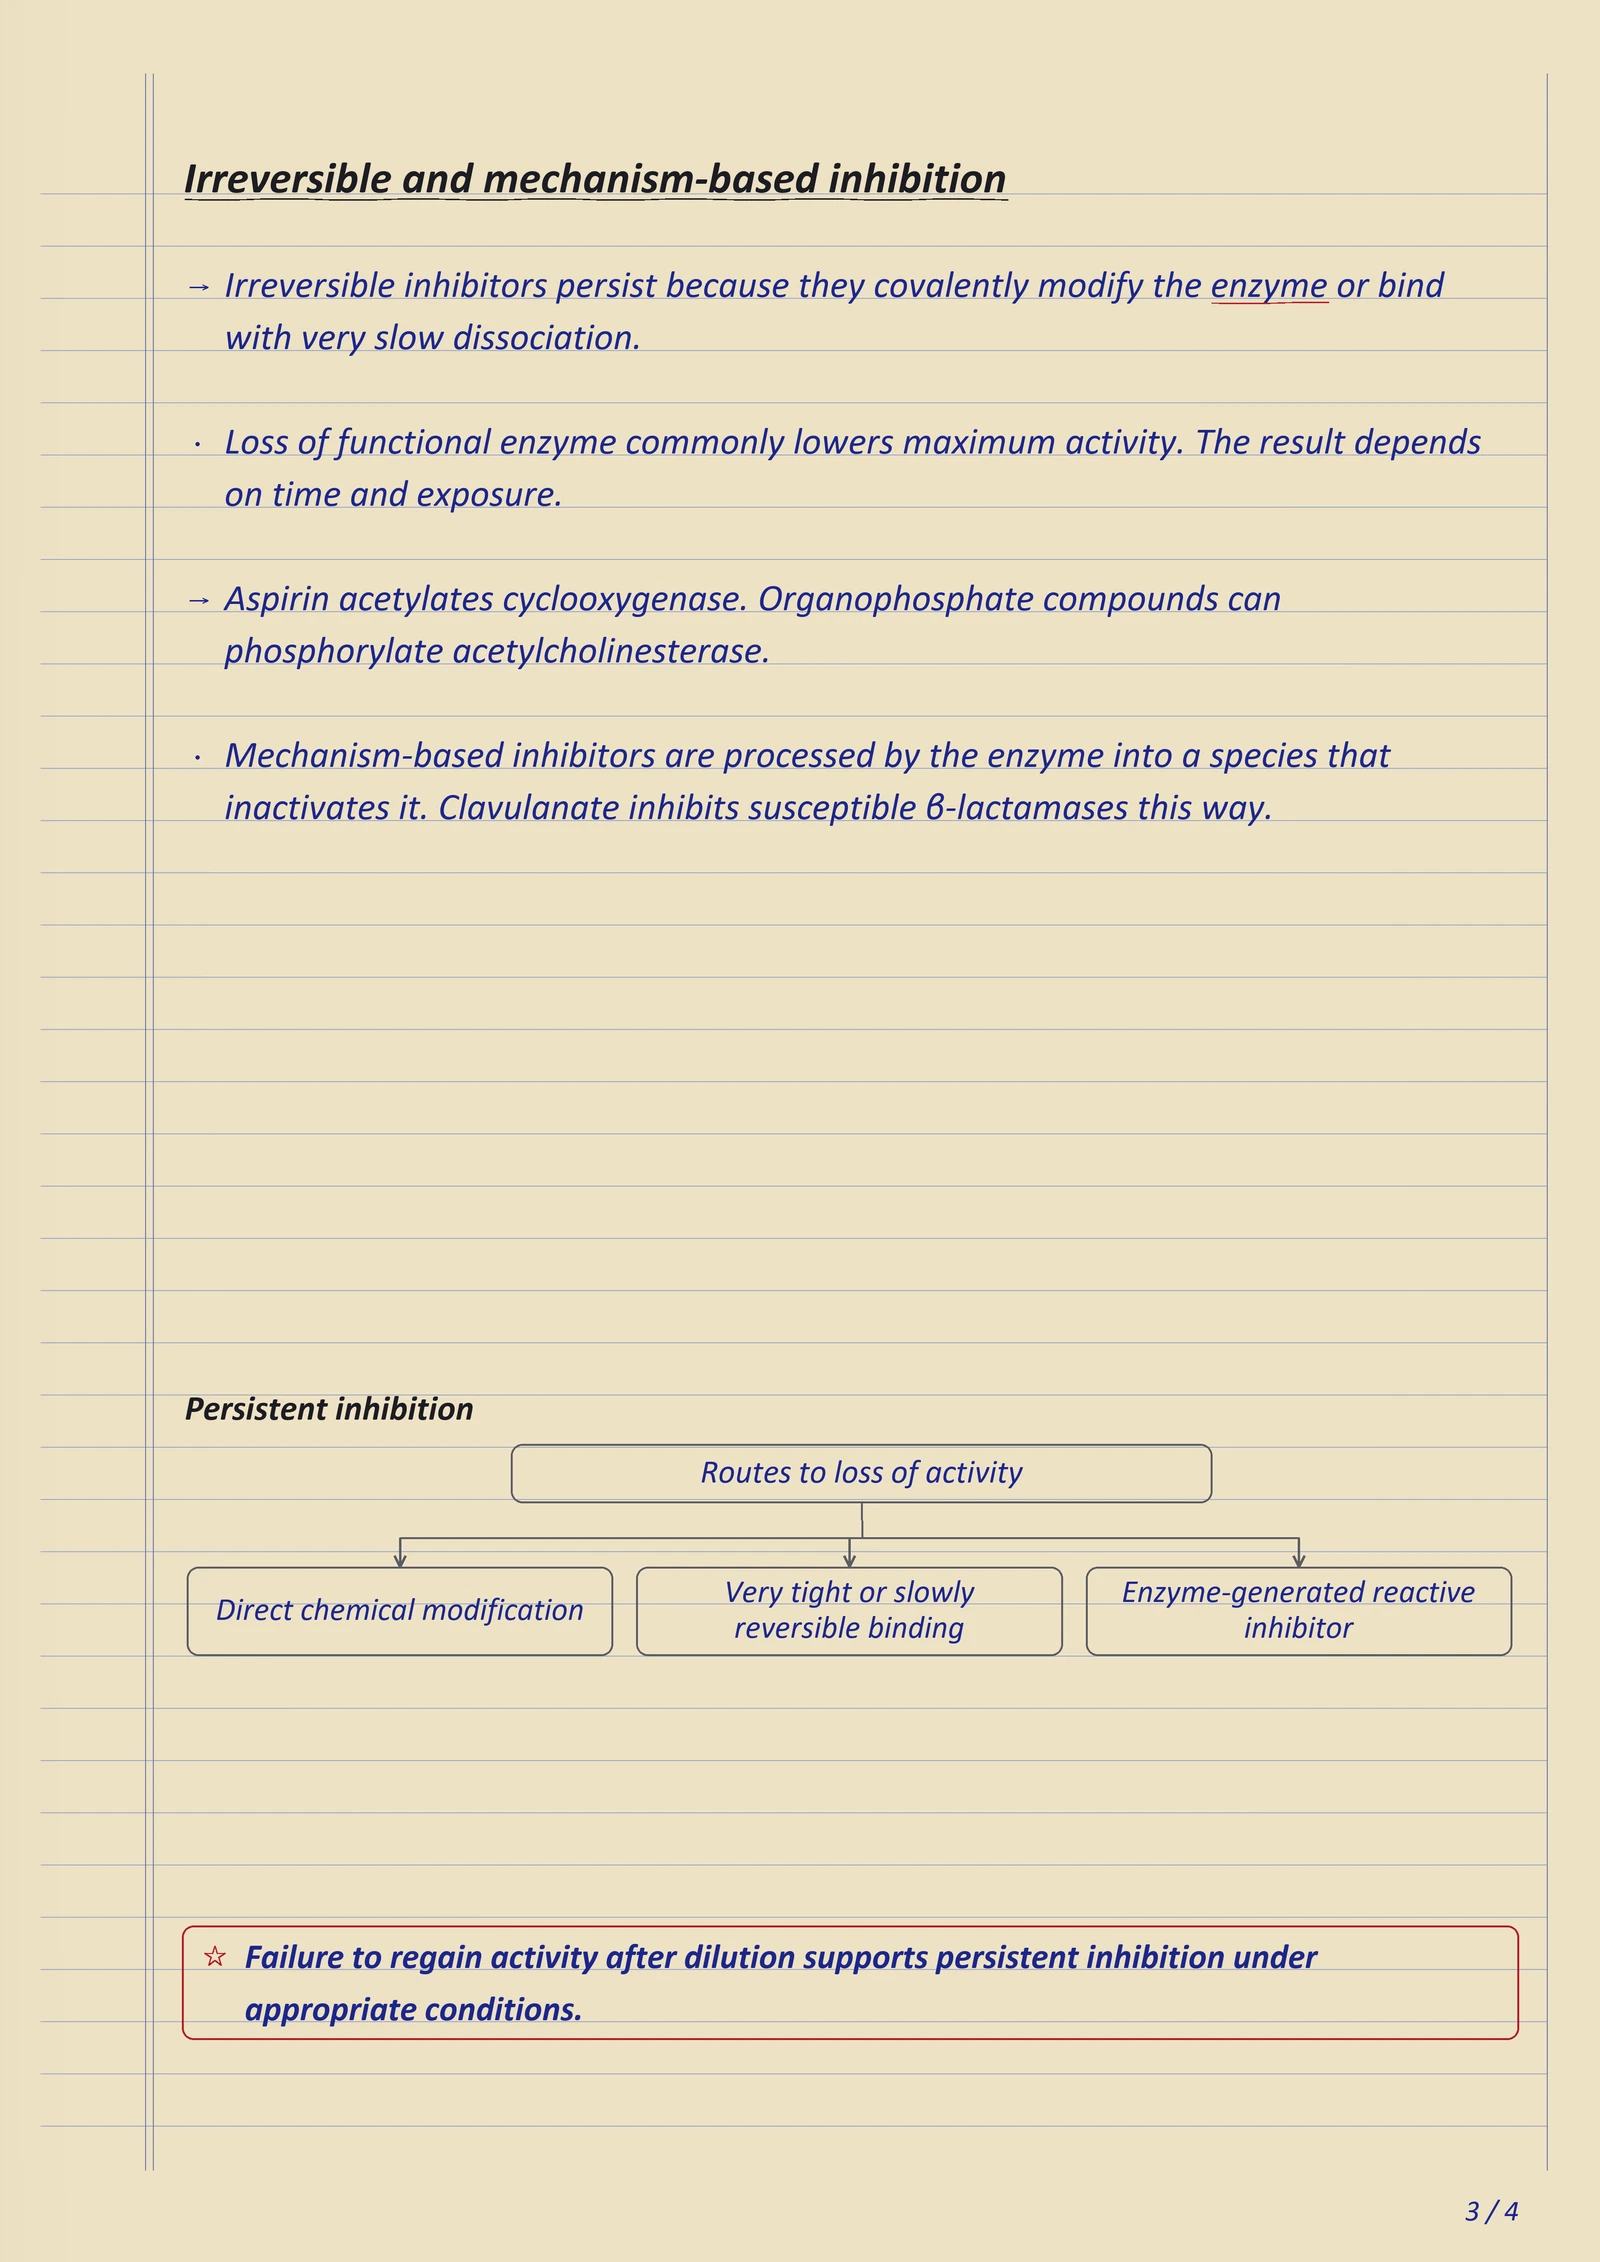 Irreversible and mechanism-based inhibition
→ Irreversible inhibitors persist because they covalently modify the enzyme or bind
with very slow dissociation.
· Loss of functional enzyme commonly lowers maximum activity. The result depends
on time and exposure.
→ Aspirin acetylates cyclooxygenase. Organophosphate compounds can
phosphorylate acetylcholinesterase.
· Mechanism-based inhibitors are processed by the enzyme into a species that
inactivates it. Clavulanate inhibits susceptible β-lactamases this way.
Persistent inhibition
Routes to loss of activity
Direct chemical modification
Very tight or slowly
reversible binding
Enzyme-generated reactive
inhibitor
☆ Failure to regain activity after dilution supports persistent inhibition under
appropriate conditions.
3 / 4